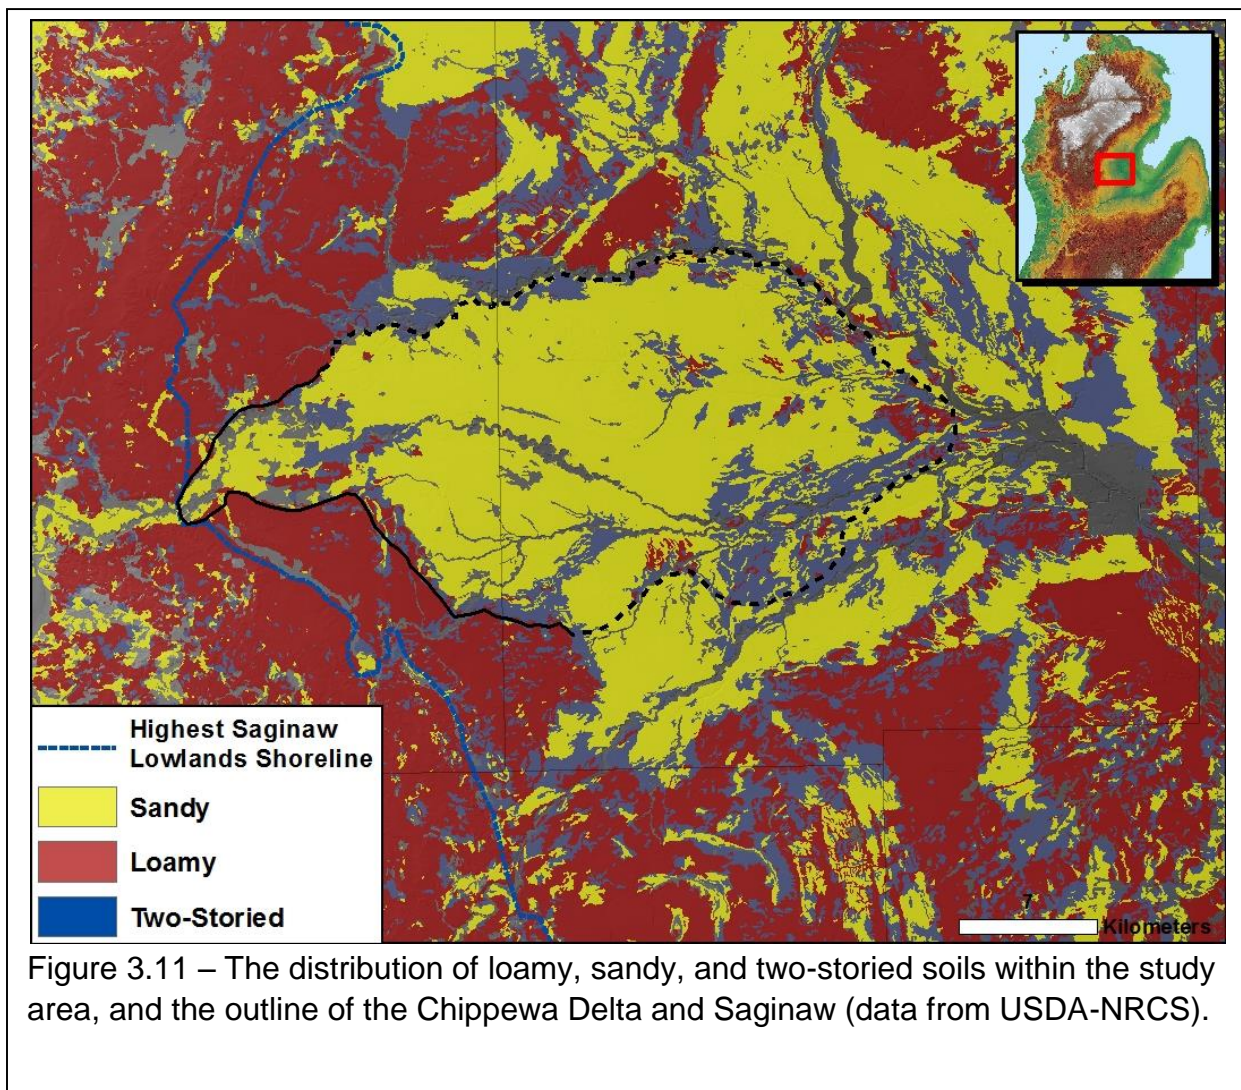 Highest Saginaw
Lowlands Shoreline
Sandy
Loamy
Two-Storied
7
Kilometers
Figure 3.11 – The distribution of loamy, sandy, and two-storied soils within the study
area, and the outline of the Chippewa Delta and Saginaw (data from USDA-NRCS).